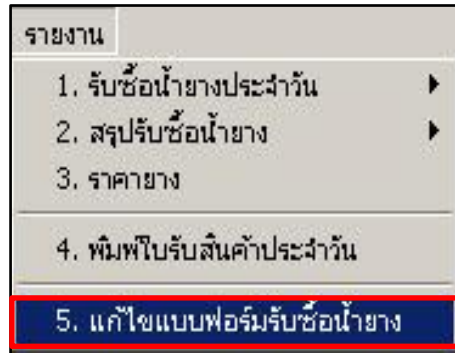 รายงาน
1. รับซื้อน้ำยางประจำวัน
2. สรุปรับซื้อน้ำยาง
3. ราคายาง
4. พิมพ์ใบรับสินค้าประจำวัน
5. แก้ไขแบบฟอร์มรับซื้อน้ำยาง